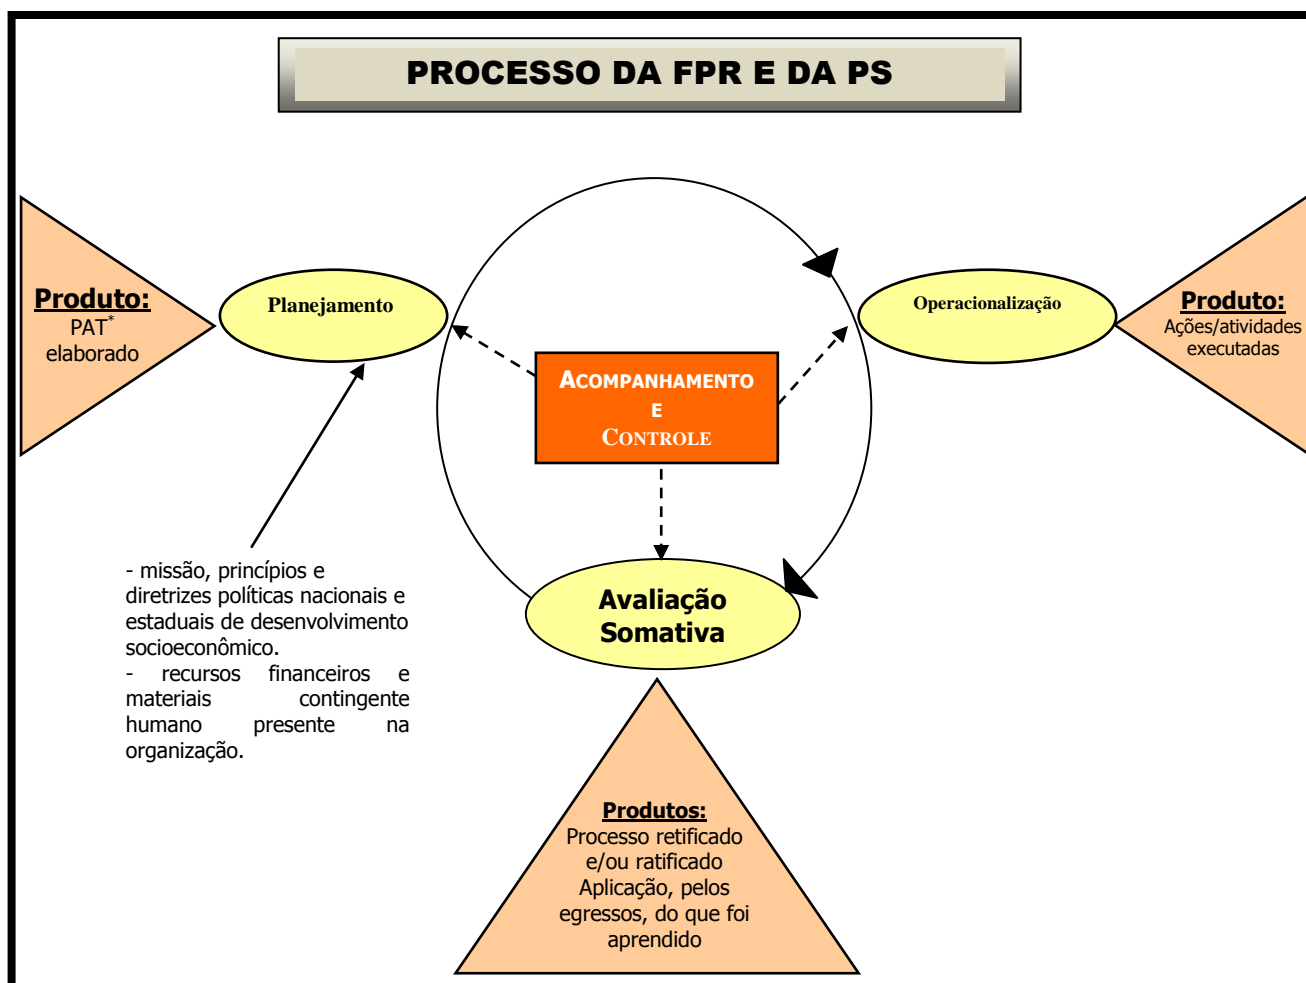 PROCESSO DA FPR E DA PS
Produto:
PAT*
elaborado
Planejamento
Operacionalização
Produto:
Ações/atividades
executadas
ACOMPANHAMENTO
E
CONTROLE
- missão, princípios e
diretrizes políticas nacionais e
estaduais de desenvolvimento
socioeconômico.
- recursos financeiros e
materiais contingente
humano presente na
organização.
Avaliação
Somativa
Produtos:
Processo retificado
e/ou ratificado
Aplicação, pelos
egressos, do que foi
aprendido